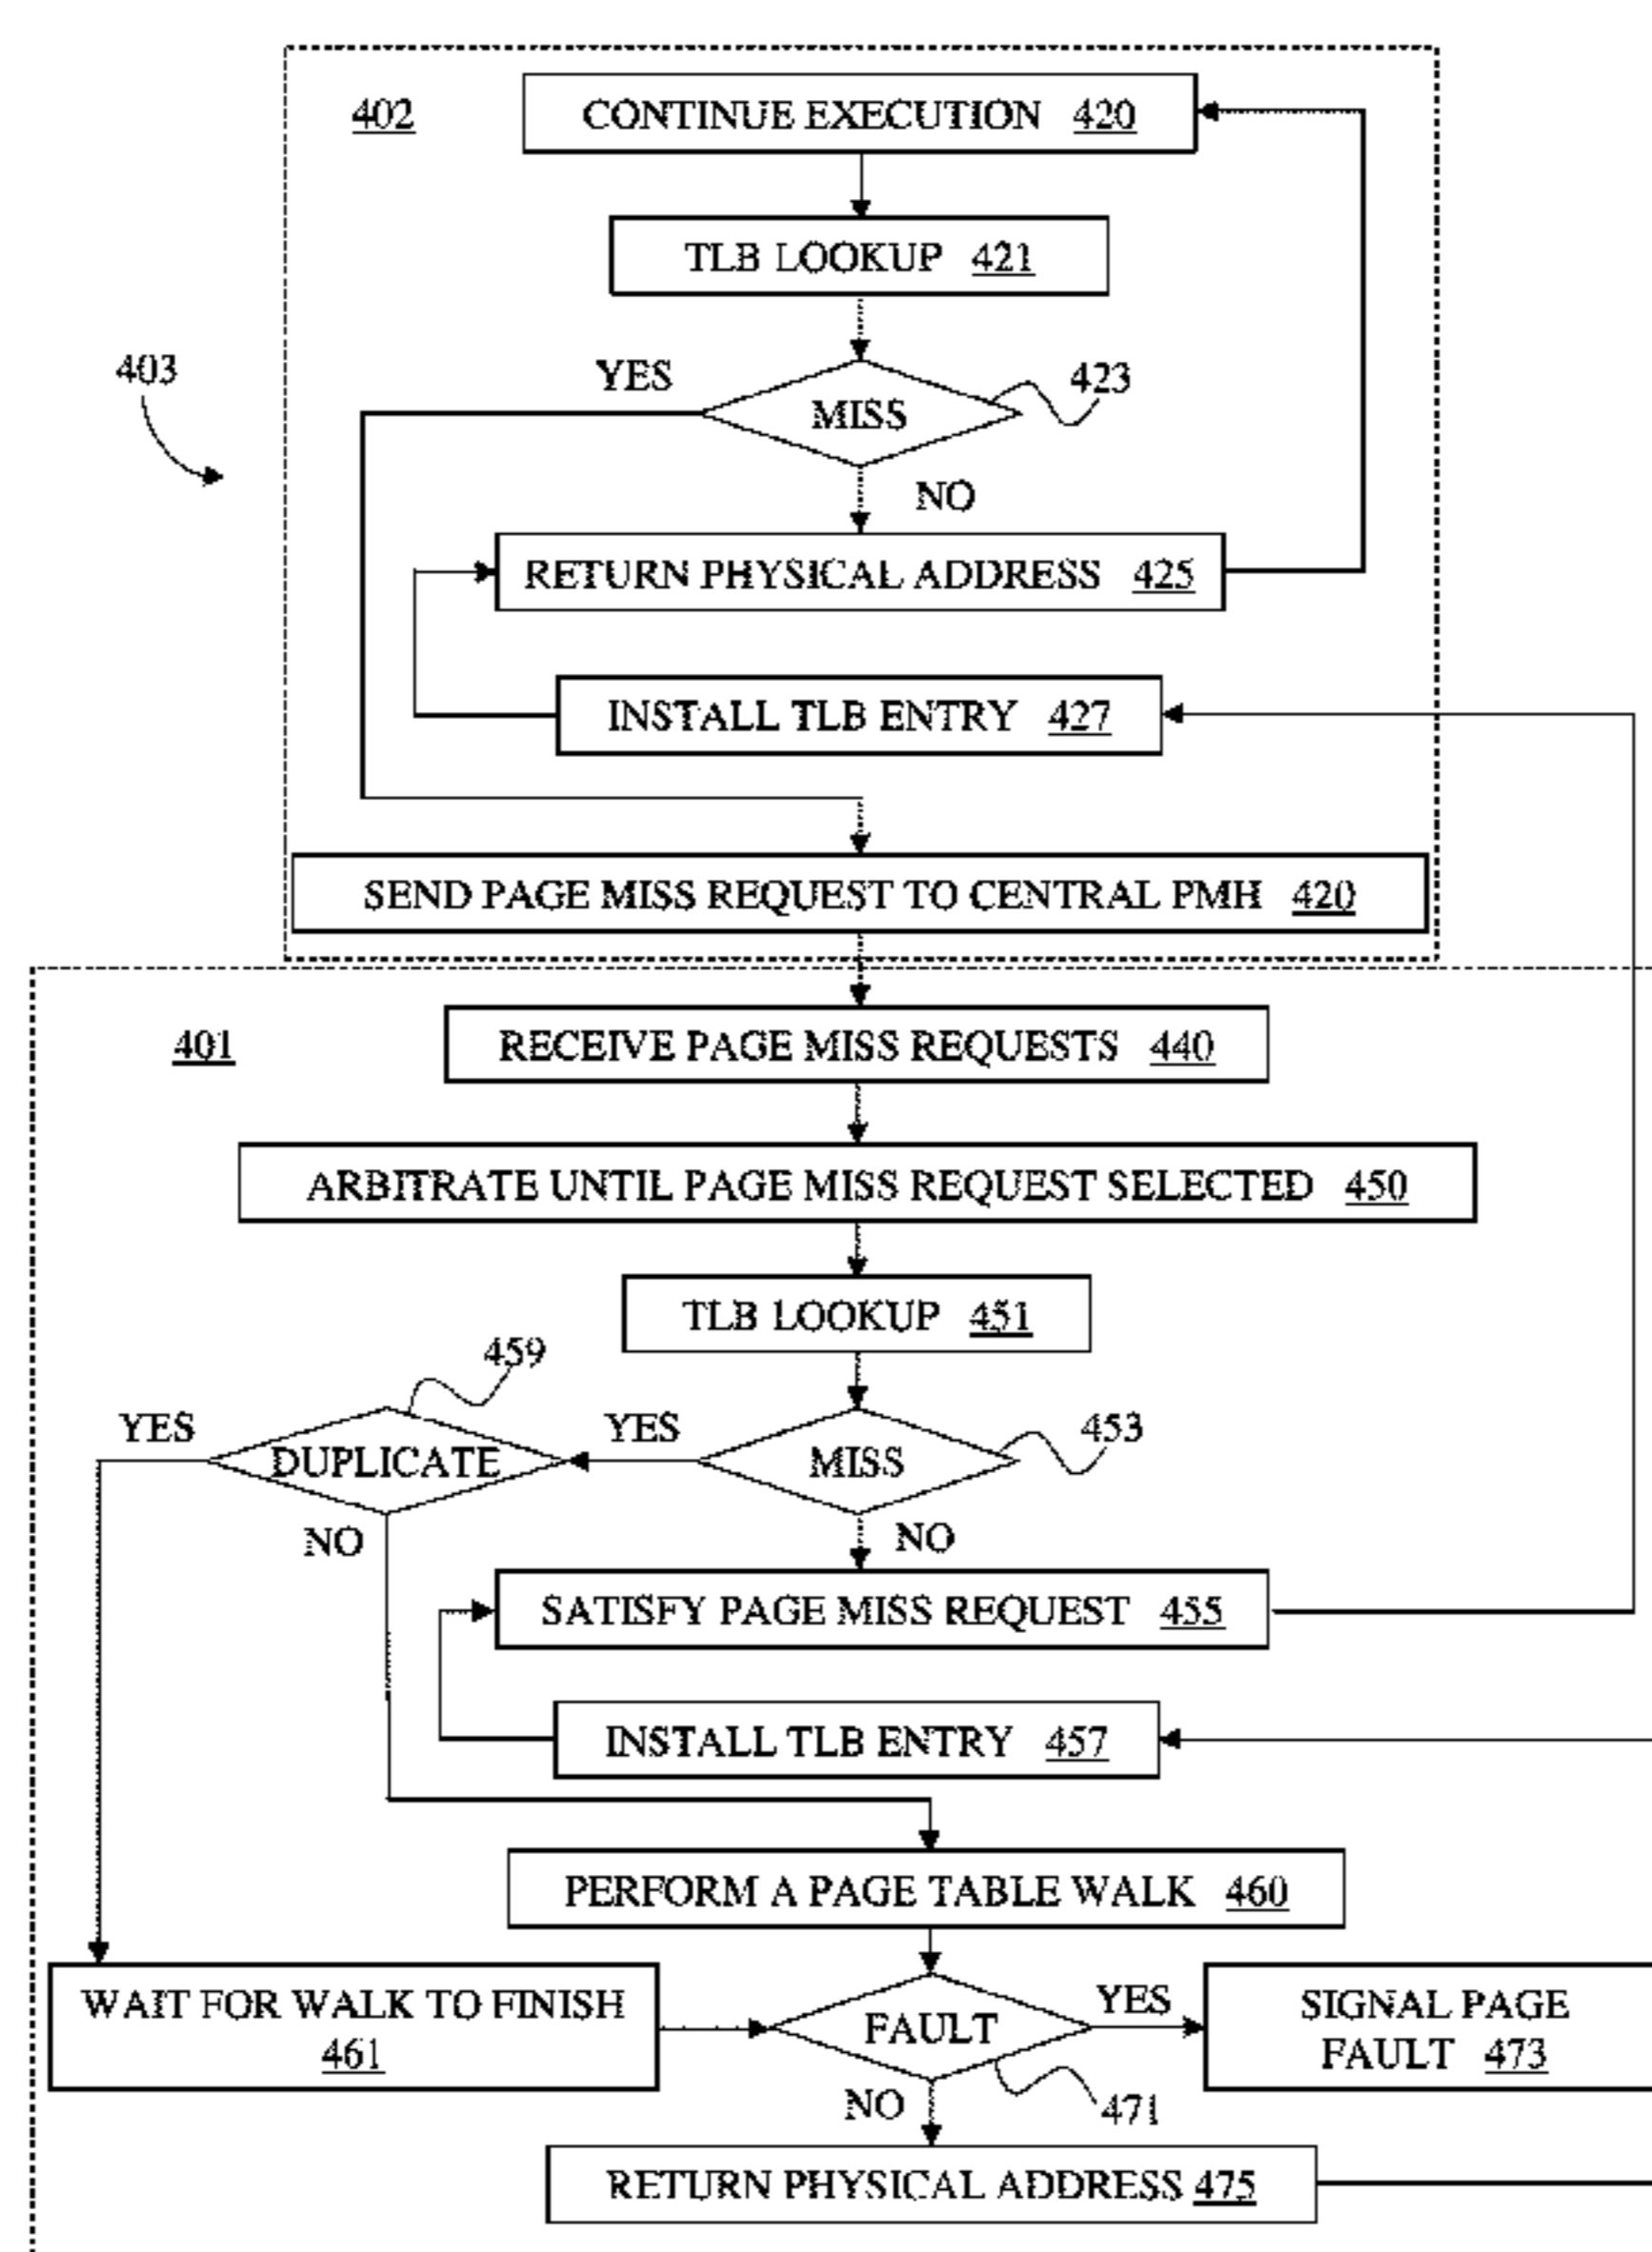 402
CONTINUE EXECUTION 420
TLB LOOKUP 421
403
YES
MISS
423
NO
RETURN PHYSICAL ADDRESS 425
INSTALL TLB ENTRY 427
SEND PAGE MISS REQUEST TO CENTRAL PMH 420
401
RECEIVE PAGE MISS REQUESTS 440
ARBITRATE UNTIL PAGE MISS REQUEST SELECTED 450
TLB LOOKUP 451
459
YES
DUPLICATE
YES
MISS
453
NO
NO
SATISFY PAGE MISS REQUEST 455
INSTALL TLB ENTRY 457
PERFORM A PAGE TABLE WALK 460
WAIT FOR WALK TO FINISH
461
FAULT
YES
SIGNAL PAGE
FAULT 473
NO
471
RETURN PHYSICAL ADDRESS 475